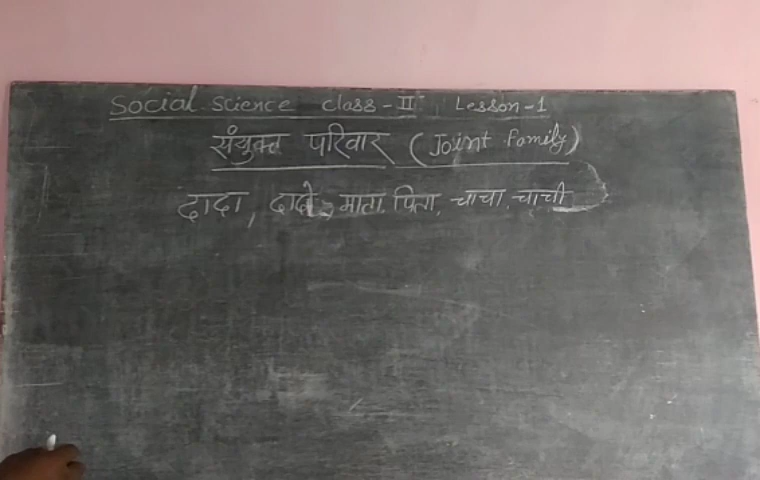 Social Science class - II Lesson - 1
संयुक्त परिवार (Joint family)
दादा, दादी, माता, पिता, चाचा, चाची